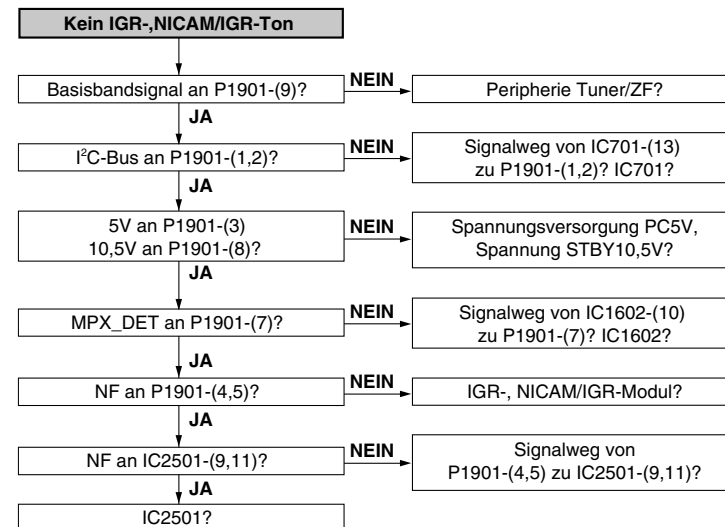 Kein IGR-,NICAM/IGR-Ton
Basisbandsignal an P1901-(9)?
NEIN
Peripherie Tuner/ZF?
JA
I²C-Bus an P1901-(1,2)?
NEIN
Signalweg von IC701-(13)
zu P1901-(1,2)? IC701?
JA
5V an P1901-(3)
10,5V an P1901-(8)?
NEIN
Spannungsversorgung PC5V,
Spannung STBY10,5V?
JA
MPX_DET an P1901-(7)?
NEIN
Signalweg von IC1602-(10)
zu P1901-(7)? IC1602?
JA
NF an P1901-(4,5)?
NEIN
IGR-, NICAM/IGR-Modul?
JA
NF an IC2501-(9,11)?
NEIN
Signalweg von
P1901-(4,5) zu IC2501-(9,11)?
JA
IC2501?